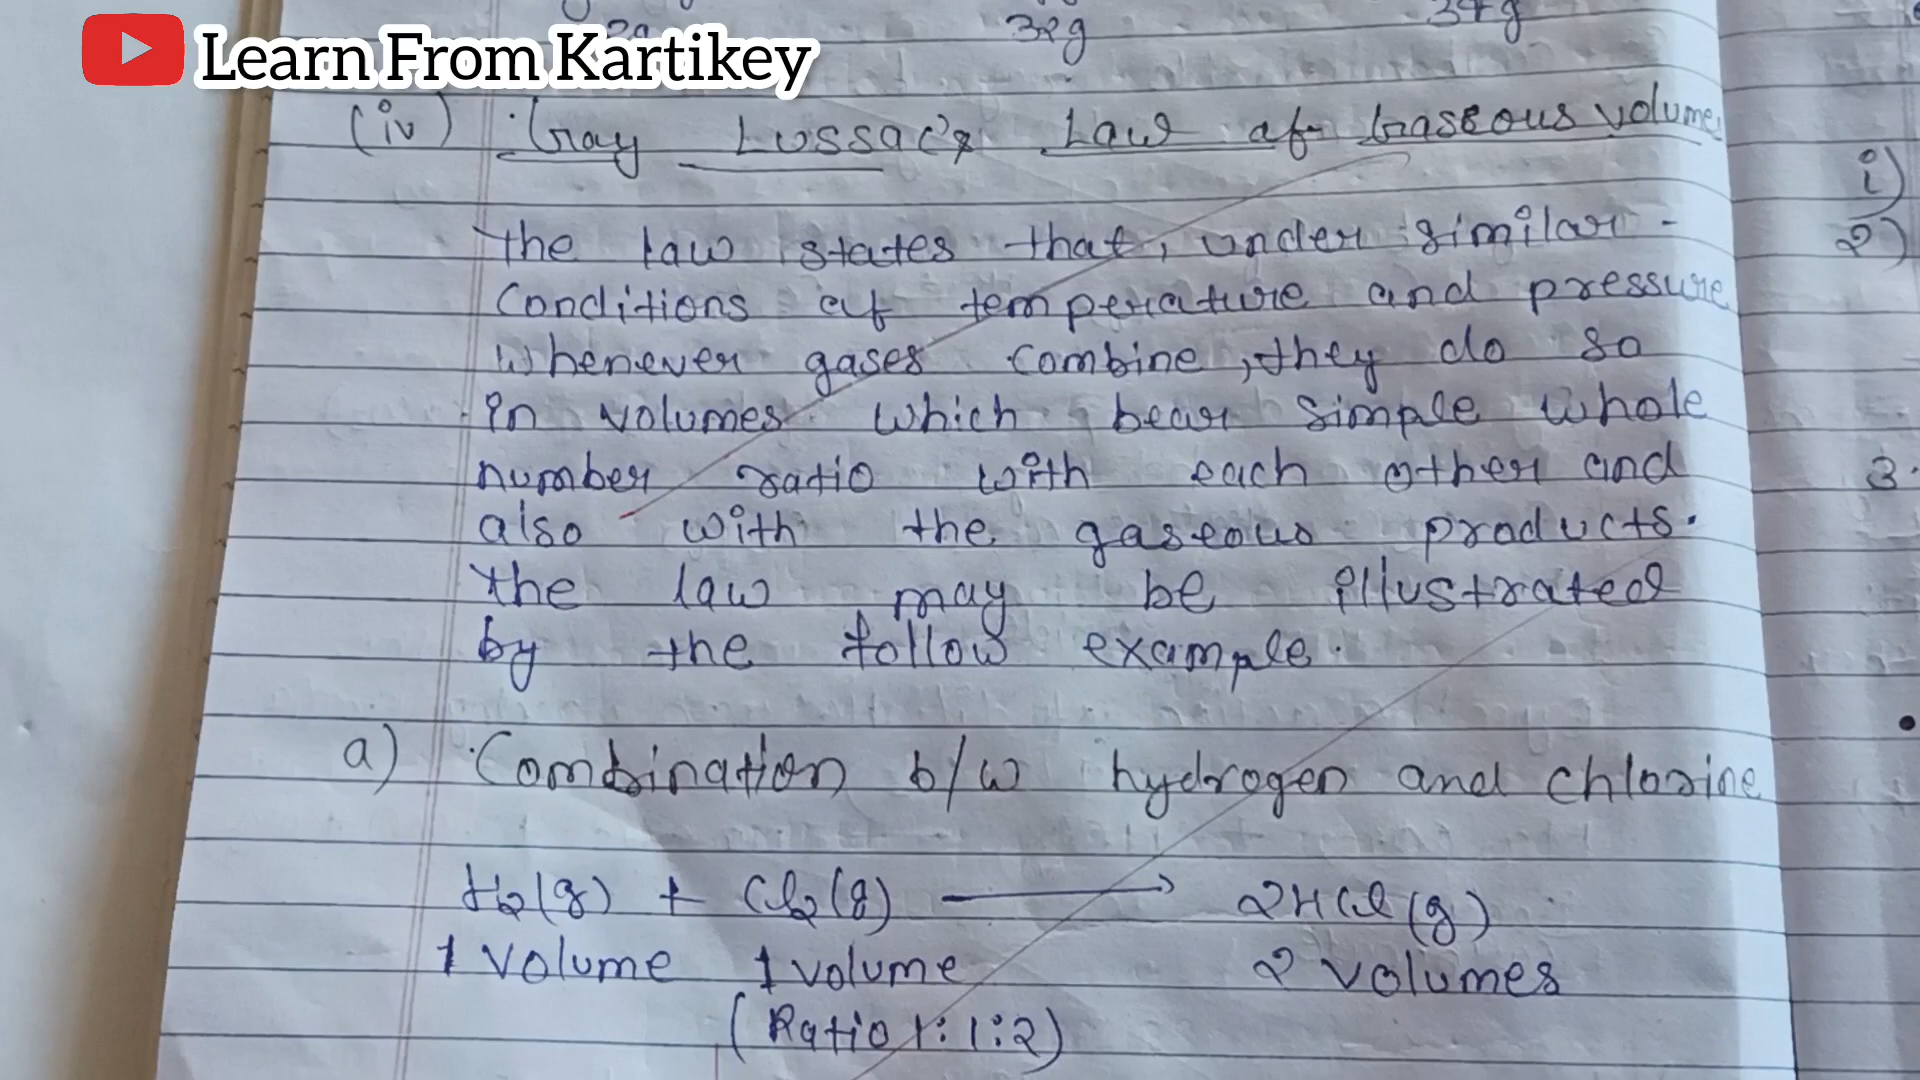 32g
34g
Learn From Kartikey
(iv) Gay Lussac's Law of Gaseous volume
The law states that, under similar -
Conditions of temperature and pressure
Whenever gases combine, they do so
in volumes which bear simple whole
number ratio with each other and
also with the gaseous products.
The law may be illustrated
by the follow example.
a) Combination b/w hydrogen and chlorine
H2(g) + Cl2(g) → 2HCl(g)
1 volume 1 volume 2 volumes
(Ratio 1:1:2)
i)
2)
3.